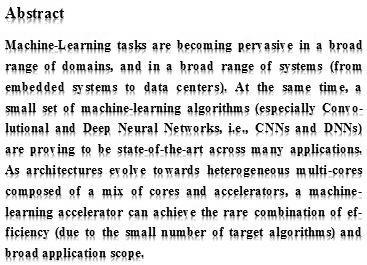 Abstract
Machine-Learning tasks are becoming pervasive in a broad
range of domains, and in a broad range of systems (from
embedded systems to data centers). At the same time, a
small set of machine-learning algorithms (especially Convo-
lutional and Deep Neural Networks, i.e., CNNs and DNNs)
are proving to be state-of-the-art across many applications.
As architectures evolve towards heterogeneous multi-cores
composed of a mix of cores and accelerators, a machine-
learning accelerator can achieve the rare combination of ef-
ficiency (due to the small number of target algorithms) and
broad application scope.